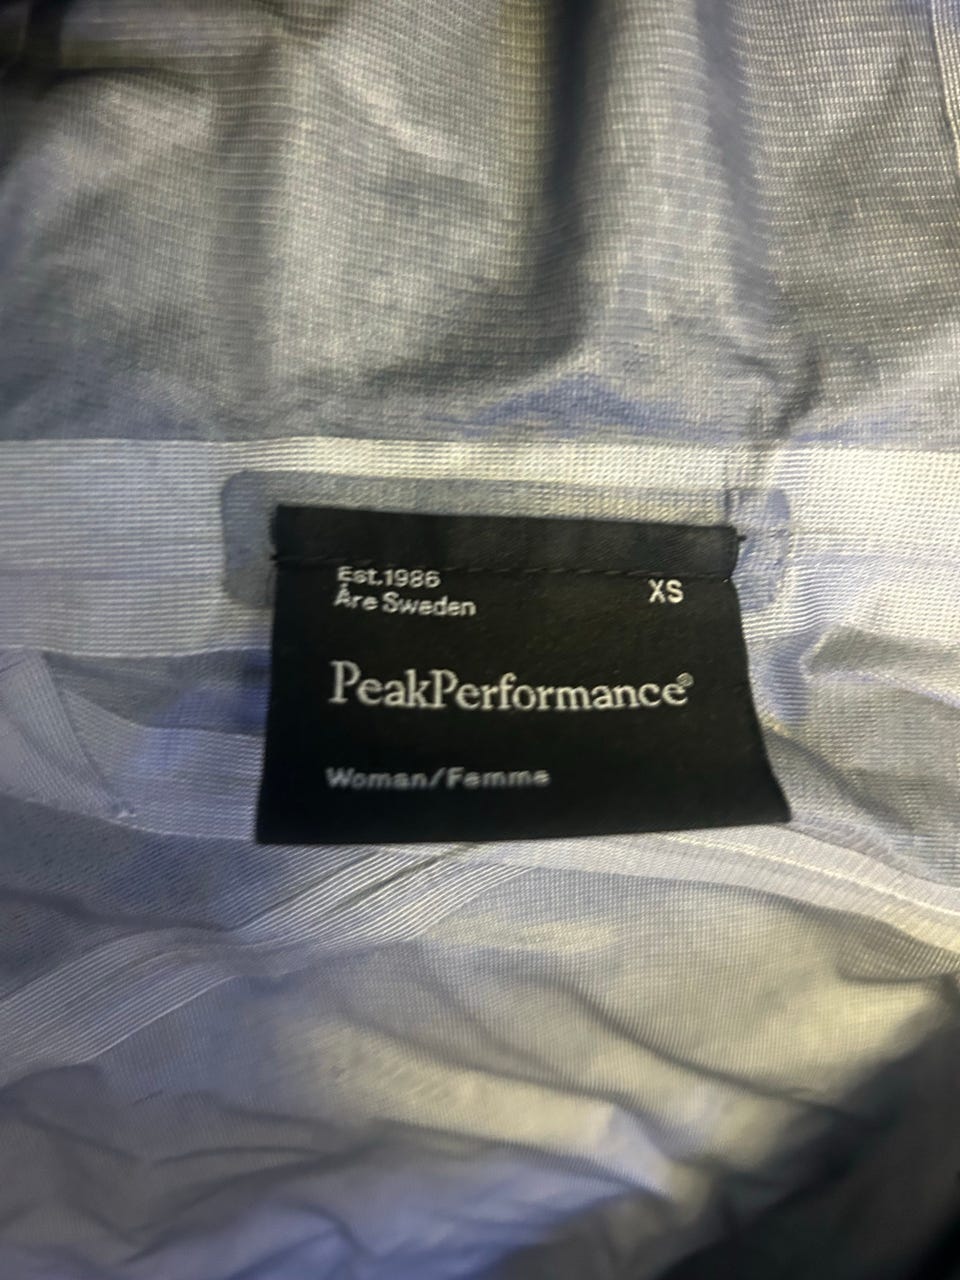 Est.1986
Åre Sweden
XS
PeakPerformance®
Woman/Femme